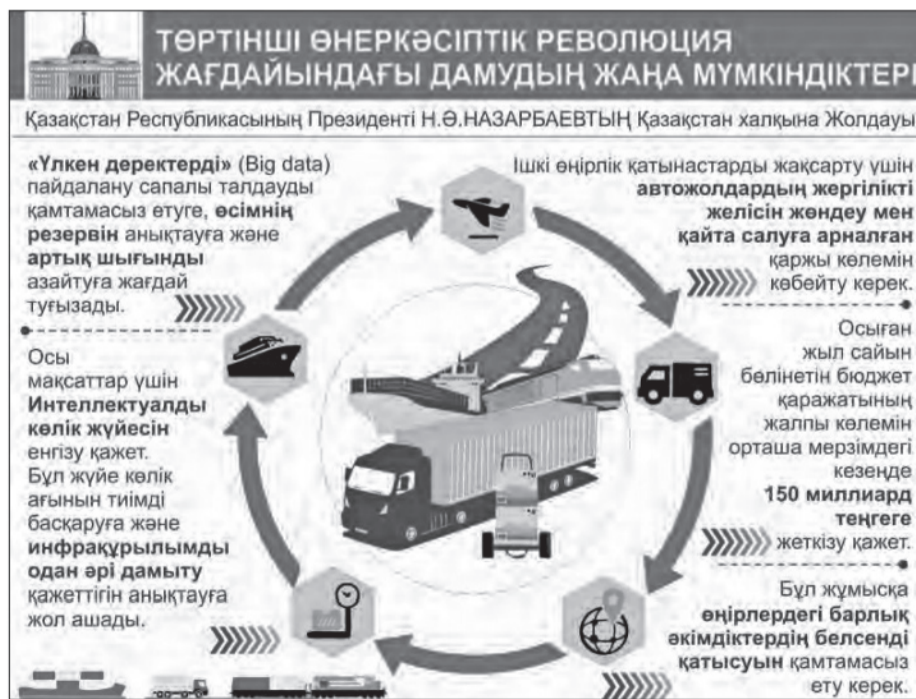 ТӨРТІНШІ ӨНЕРКӘСІПТІК РЕВОЛЮЦИЯ
ЖАҒДАЙЫНДАҒЫ ДАМУДЫҢ ЖАҢА МҮМКІНДІКТЕРІ
Қазақстан Республикасының Президенті Н.Ә.НАЗАРБАЕВТЫҢ Қазақстан халқына Жолдауы
«Үлкен деректерді» (Big data)
пайдалану сапалы талдауды
қамтамасыз етуге, өсімнің
резервін анықтауға және
артық шығынды
азайтуға жағдай
туғызады.
Осы
мақсаттар үшін
Интеллектуалды
көлік жүйесін
енгізу қажет.
Бұл жүйе көлік
ағынын тиімді
басқаруға және
инфрақұрылымды
одан әрі дамыту
қажеттігін анықтауға
жол ашады.
Ішкі өңірлік қатынастарды жақсарту үшін
автожолдардың жергілікті
желісін жөндеу мен
қайта салуға арналған
қаржы көлемін
көбейту керек.
Осыған
жыл сайын
бөлінетін бюджет
қаражатының
жалпы көлемін
орташа мерзімдегі
кезеңде
150 миллиард
теңгеге
жеткізу қажет.
Бұл жұмысқа
өңірлердегі барлық
әкімдіктердің белсенді
қатысуын қамтамасыз
ету керек.